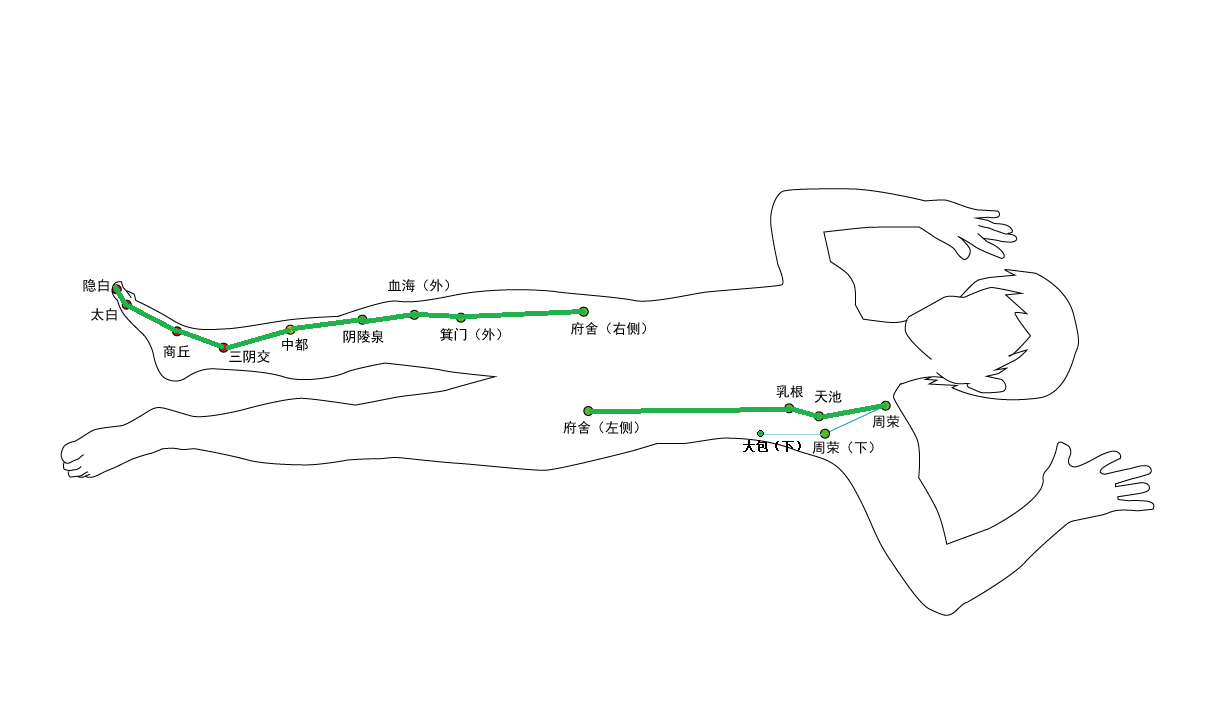 隐白
血海（外）
太白
商丘
三阴交
中都
阴陵泉
箕门（外）
府舍（右侧）
乳根
天池
府舍（左侧）
周荣
大包（下）
周荣（下）